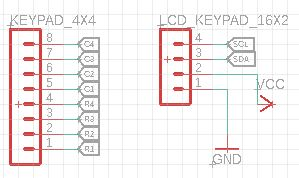 KEYPAD_4X4
8 C4
7 C3
6 C2
5 C1
4 R4
3 R3
2 R2
1 R1
LCD_KEYPAD_16X2
4 SCL
3 SDA
2
1
VCC
GND